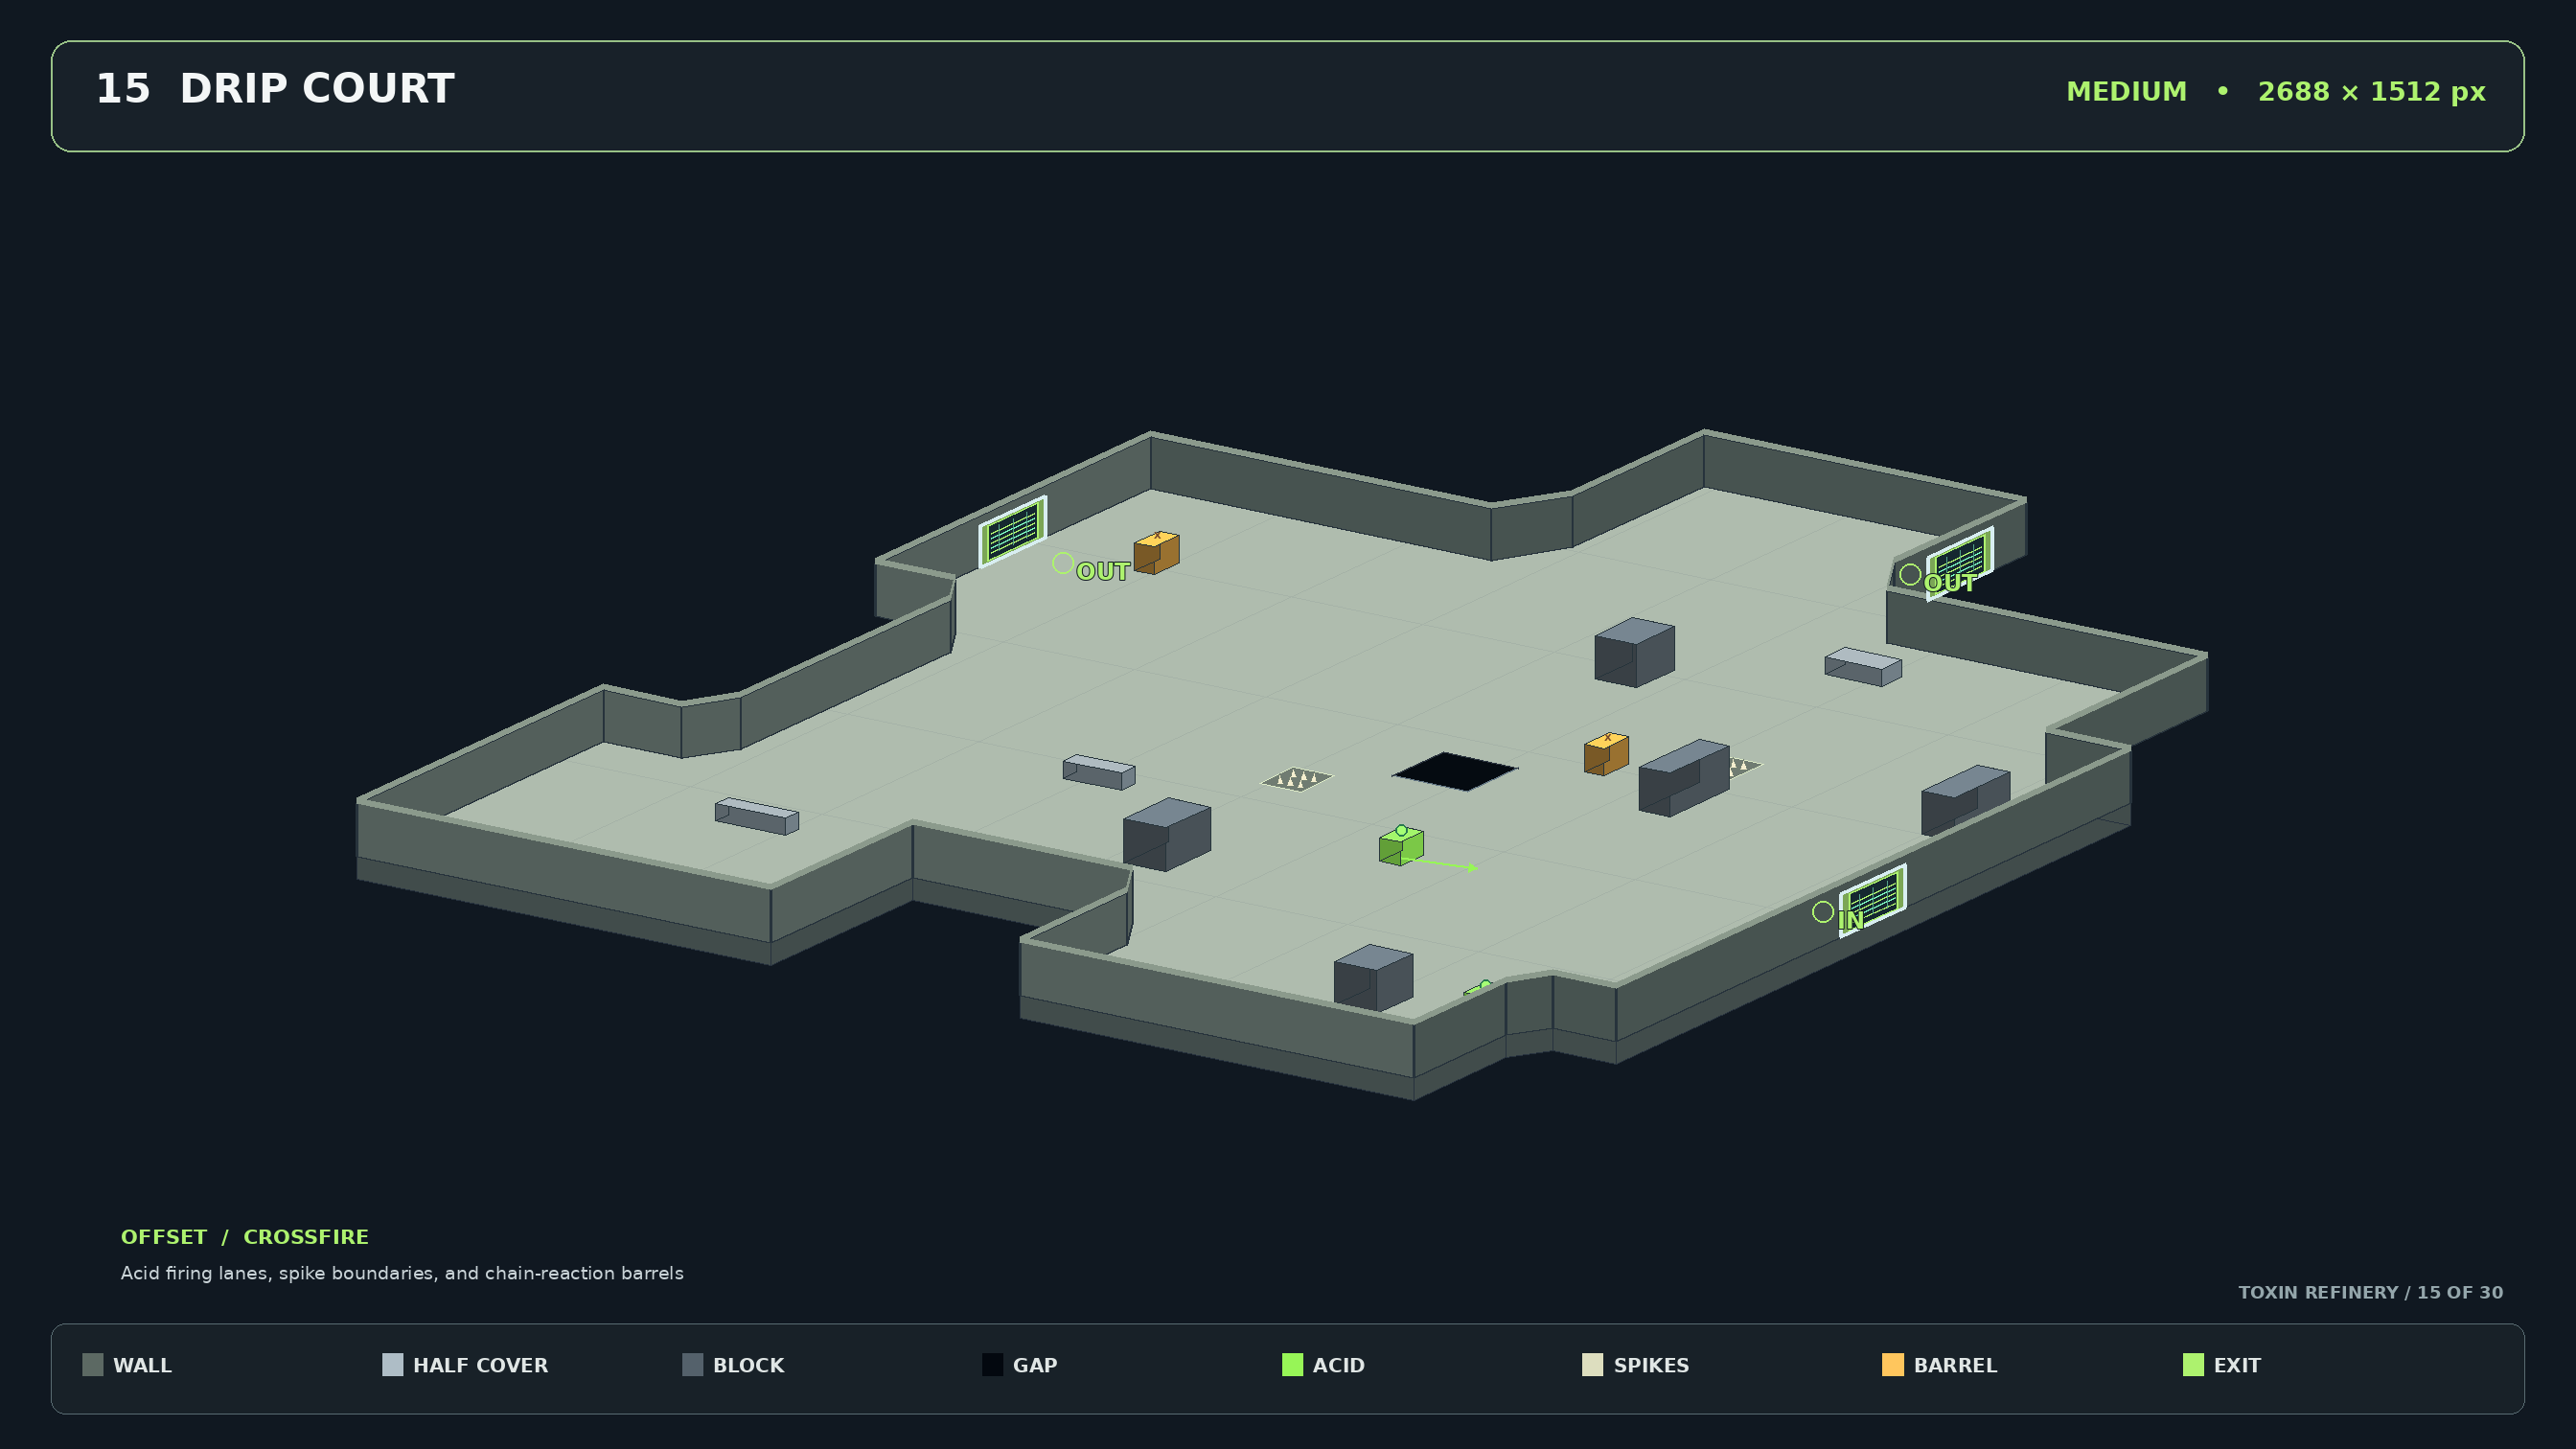 15 DRIP COURT
MEDIUM • 2688 × 1512 px
OUT
OUT
IN
OFFSET / CROSSFIRE
Acid firing lanes, spike boundaries, and chain-reaction barrels
TOXIN REFINERY / 15 OF 30
WALL
HALF COVER
BLOCK
GAP
ACID
SPIKES
BARREL
EXIT